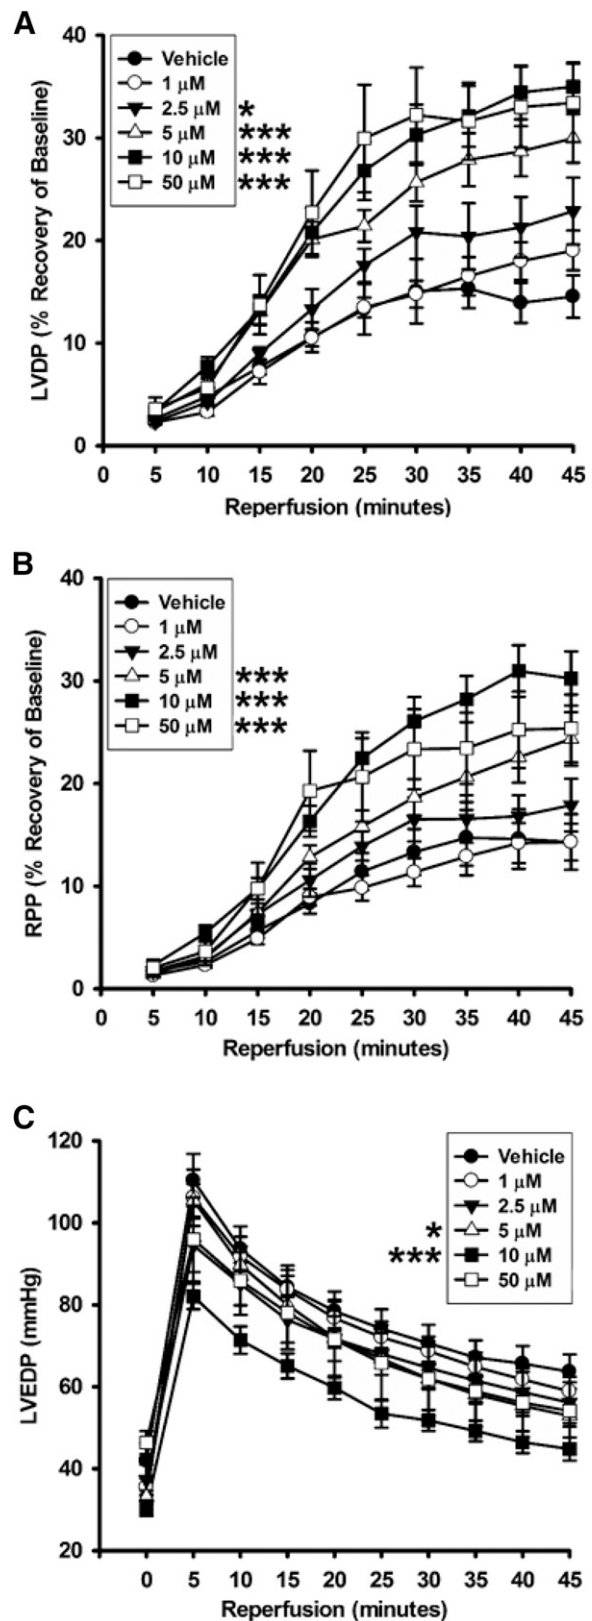 A
40
30
20
10
0
LVDP (% Recovery of Baseline)
Vehicle
1 μM
2.5 μM *
5 μM ***
10 μM ***
50 μM ***
0 5 10 15 20 25 30 35 40 45
Reperfusion (minutes)
B
40
30
20
10
0
RPP (% Recovery of Baseline)
Vehicle
1 μM
2.5 μM
5 μM ***
10 μM ***
50 μM ***
0 5 10 15 20 25 30 35 40 45
Reperfusion (minutes)
C
120
100
80
60
40
20
LVEDP (mmHg)
Vehicle
1 μM
2.5 μM
* 5 μM
*** 10 μM
50 μM
0 5 10 15 20 25 30 35 40 45
Reperfusion (minutes)